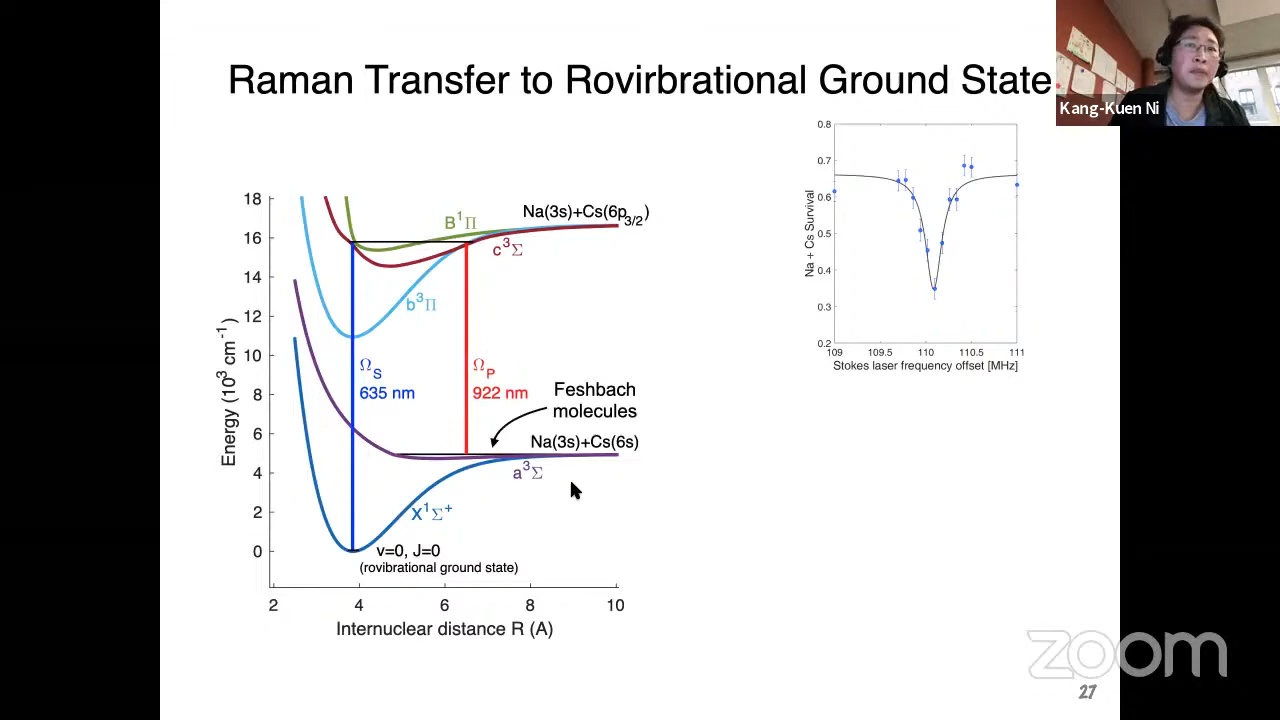 Raman Transfer to Rovirbrational Ground State
Kang-Kuen Ni
18
16
14
12
10
8
6
4
2
0
Energy (10³ cm⁻¹)
2
4
6
8
10
Internuclear distance R (A)
B¹Π
Na(3s)+Cs(6p3/2)
c³Σ
b³Π
ΩS
635 nm
ΩP
922 nm
Feshbach
molecules
Na(3s)+Cs(6s)
a³Σ
X¹Σ⁺
v=0, J=0
(rovibrational ground state)
0.8
0.7
0.6
0.5
0.4
0.3
0.2
Na + Cs Survival
109
109.5
110
110.5
111
Stokes laser frequency offset [MHz]
zoom
27